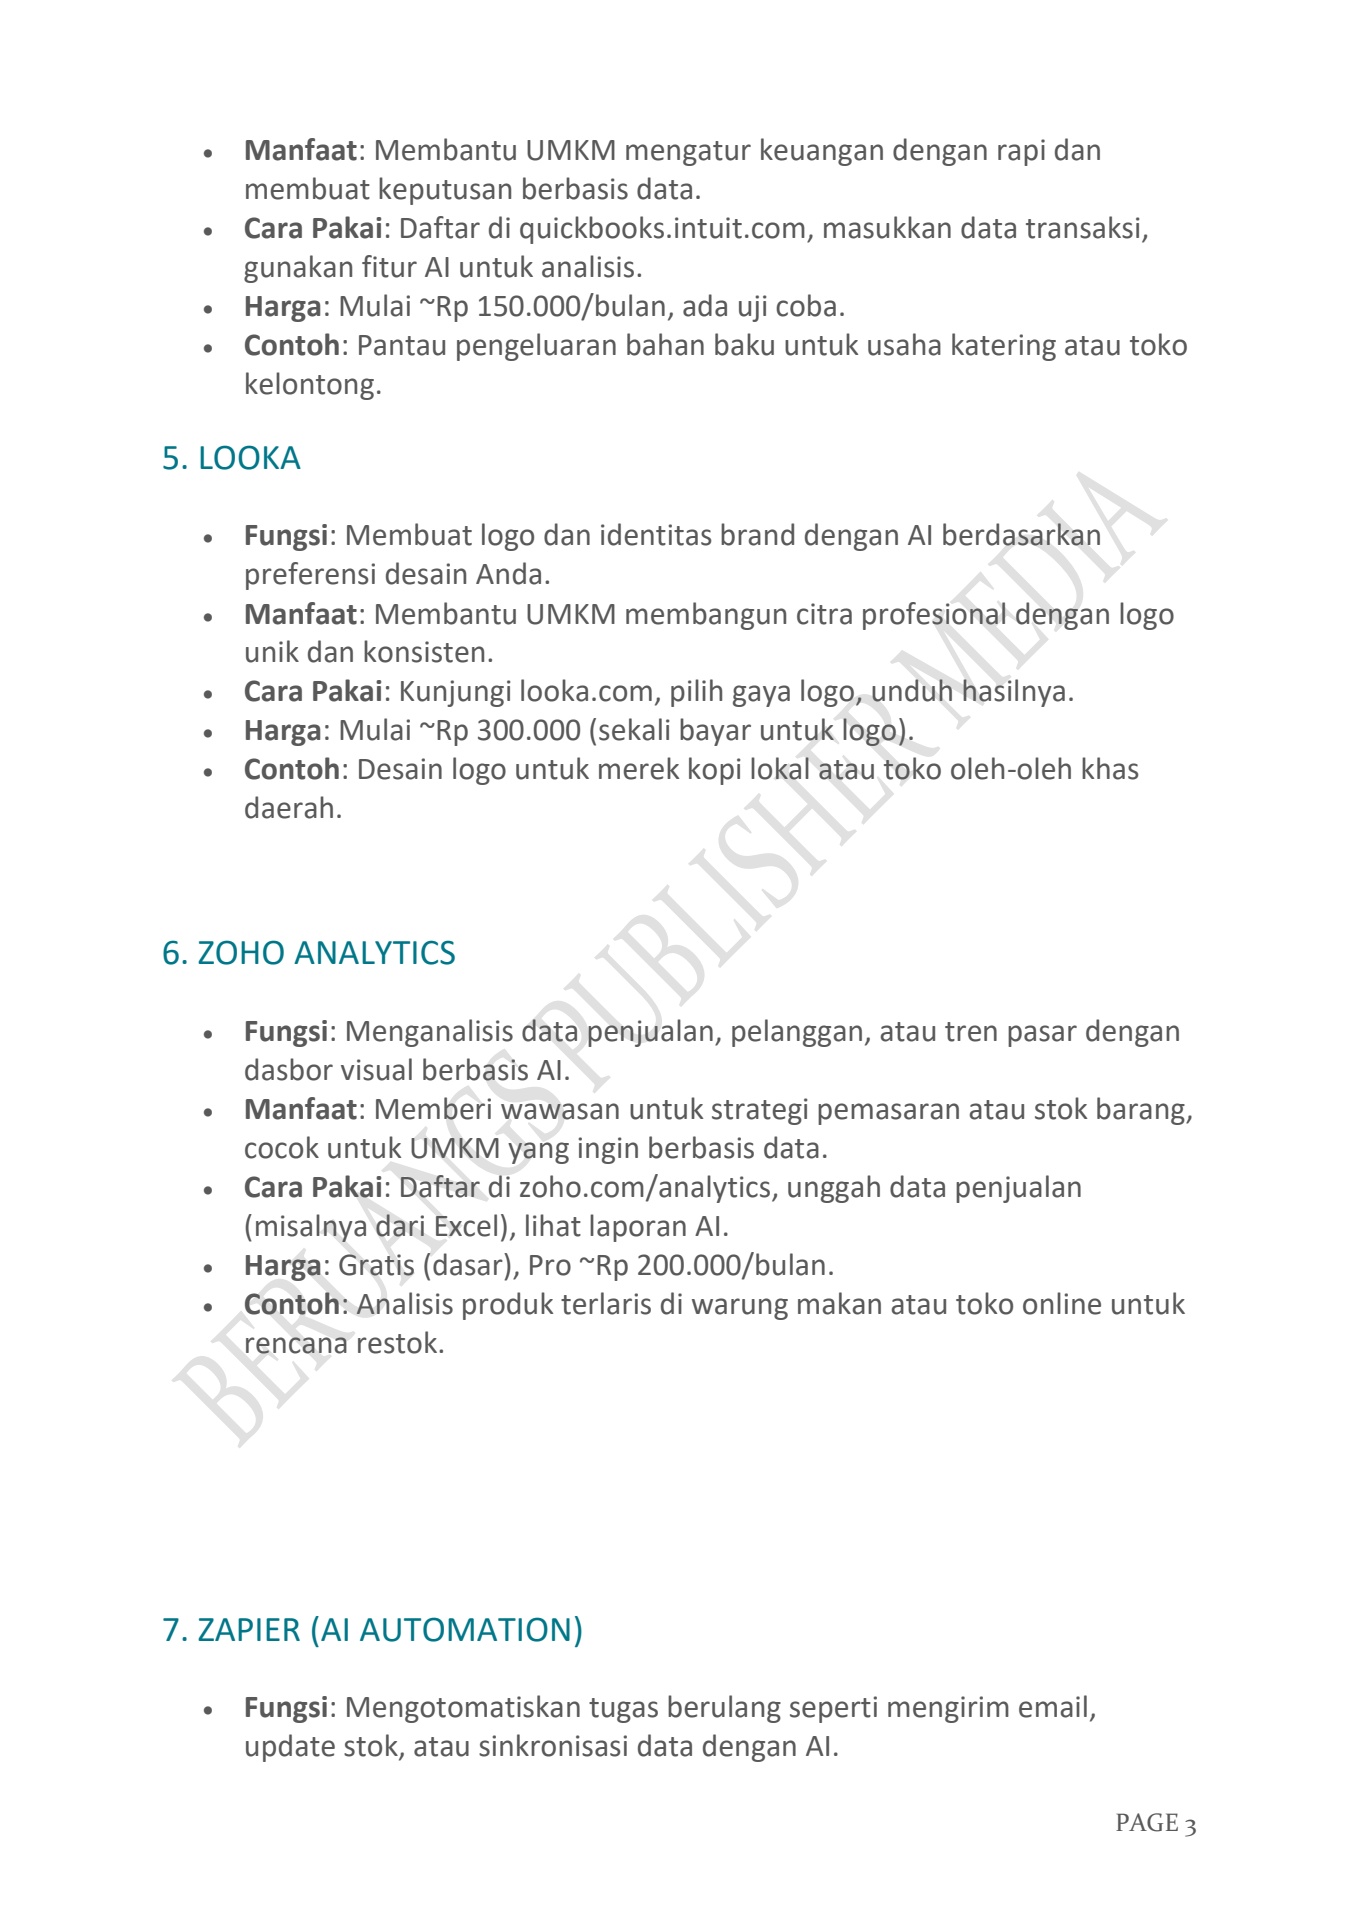 • Manfaat: Membantu UMKM mengatur keuangan dengan rapi dan
membuat keputusan berbasis data.
• Cara Pakai: Daftar di quickbooks.intuit.com, masukkan data transaksi,
gunakan fitur AI untuk analisis.
• Harga: Mulai ~Rp 150.000/bulan, ada uji coba.
• Contoh: Pantau pengeluaran bahan baku untuk usaha katering atau toko
kelontong.
5. LOOKA
• Fungsi: Membuat logo dan identitas brand dengan AI berdasarkan
preferensi desain Anda.
• Manfaat: Membantu UMKM membangun citra profesional dengan logo
unik dan konsisten.
• Cara Pakai: Kunjungi looka.com, pilih gaya logo, unduh hasilnya.
• Harga: Mulai ~Rp 300.000 (sekali bayar untuk logo).
• Contoh: Desain logo untuk merek kopi lokal atau toko oleh-oleh khas
daerah.
6. ZOHO ANALYTICS
• Fungsi: Menganalisis data penjualan, pelanggan, atau tren pasar dengan
dasbor visual berbasis AI.
• Manfaat: Memberi wawasan untuk strategi pemasaran atau stok barang,
cocok untuk UMKM yang ingin berbasis data.
• Cara Pakai: Daftar di zoho.com/analytics, unggah data penjualan
(misalnya dari Excel), lihat laporan AI.
• Harga: Gratis (dasar), Pro ~Rp 200.000/bulan.
• Contoh: Analisis produk terlaris di warung makan atau toko online untuk
rencana restok.
7. ZAPIER (AI AUTOMATION)
• Fungsi: Mengotomatiskan tugas berulang seperti mengirim email,
update stok, atau sinkronisasi data dengan AI.
PAGE 3
BERUANGS PUBLISHER MEDIA